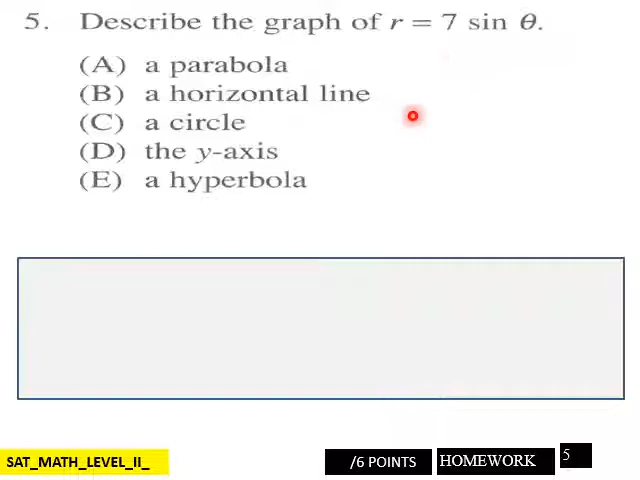 5. Describe the graph of r = 7 sin θ.
(A) a parabola
(B) a horizontal line
(C) a circle
(D) the y-axis
(E) a hyperbola
SAT_MATH_LEVEL_II_
/6 POINTS
HOMEWORK
5